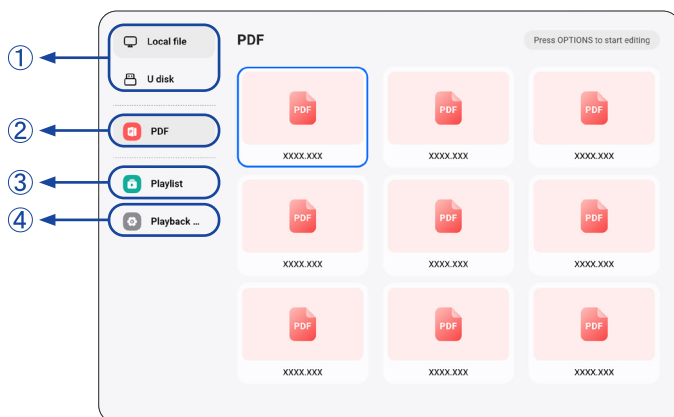 ① Local file
U disk
② PDF
③ Playlist
④ Playback ...
PDF
Press OPTIONS to start editing
PDF PDF PDF
XXXX.XXX XXXX.XXX XXXX.XXX
PDF PDF PDF
XXXX.XXX XXXX.XXX XXXX.XXX
PDF PDF PDF
XXXX.XXX XXXX.XXX XXXX.XXX